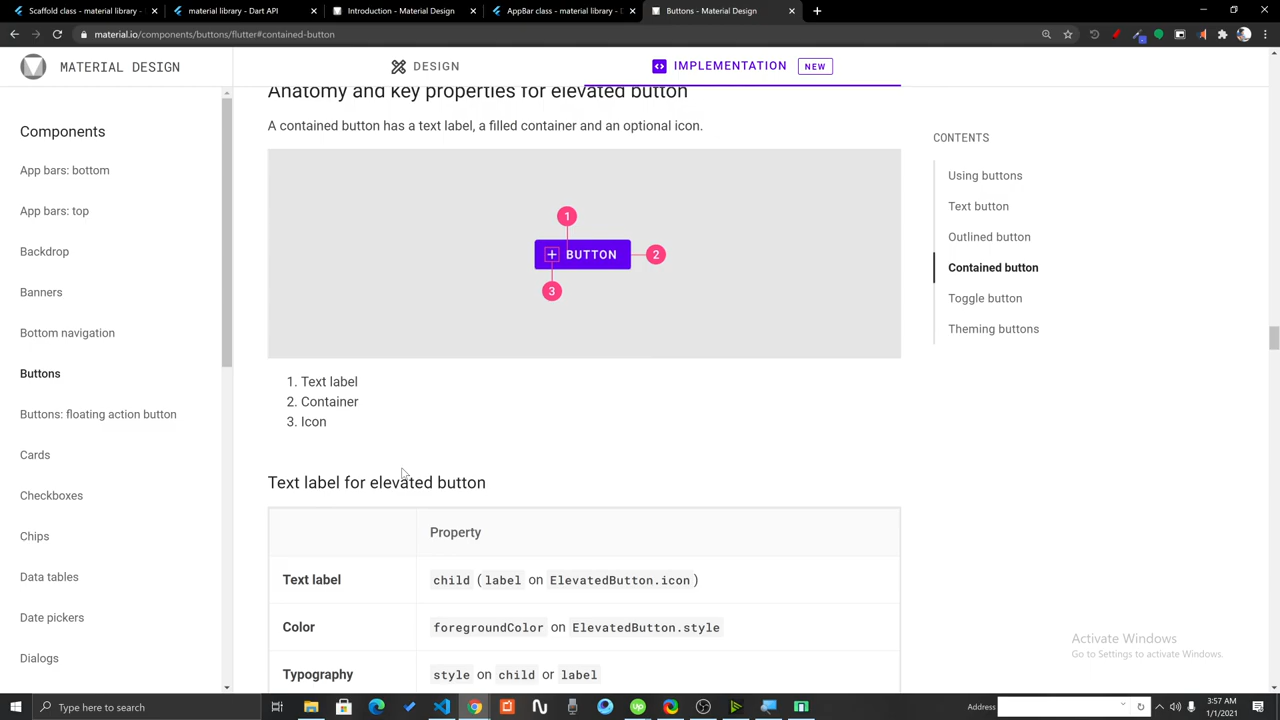 Scaffold class - material library -
material library - Dart API
Introduction - Material Design
AppBar class - material library - D
Buttons - Material Design
material.io/components/buttons/flutter#contained-button
MATERIAL DESIGN
DESIGN
IMPLEMENTATION
NEW
Components
App bars: bottom
App bars: top
Backdrop
Banners
Bottom navigation
Buttons
Buttons: floating action button
Cards
Checkboxes
Chips
Data tables
Date pickers
Dialogs
Anatomy and key properties for elevated button
A contained button has a text label, a filled container and an optional icon.
1
BUTTON
2
3
1. Text label
2. Container
3. Icon
Text label for elevated button
Property
Text label
child (label on ElevatedButton.icon)
Color
foregroundColor on ElevatedButton.style
Typography
style on child or label
CONTENTS
Using buttons
Text button
Outlined button
Contained button
Toggle button
Theming buttons
Activate Windows
Go to Settings to activate Windows.
Type here to search
Address
3:57 AM
1/1/2021